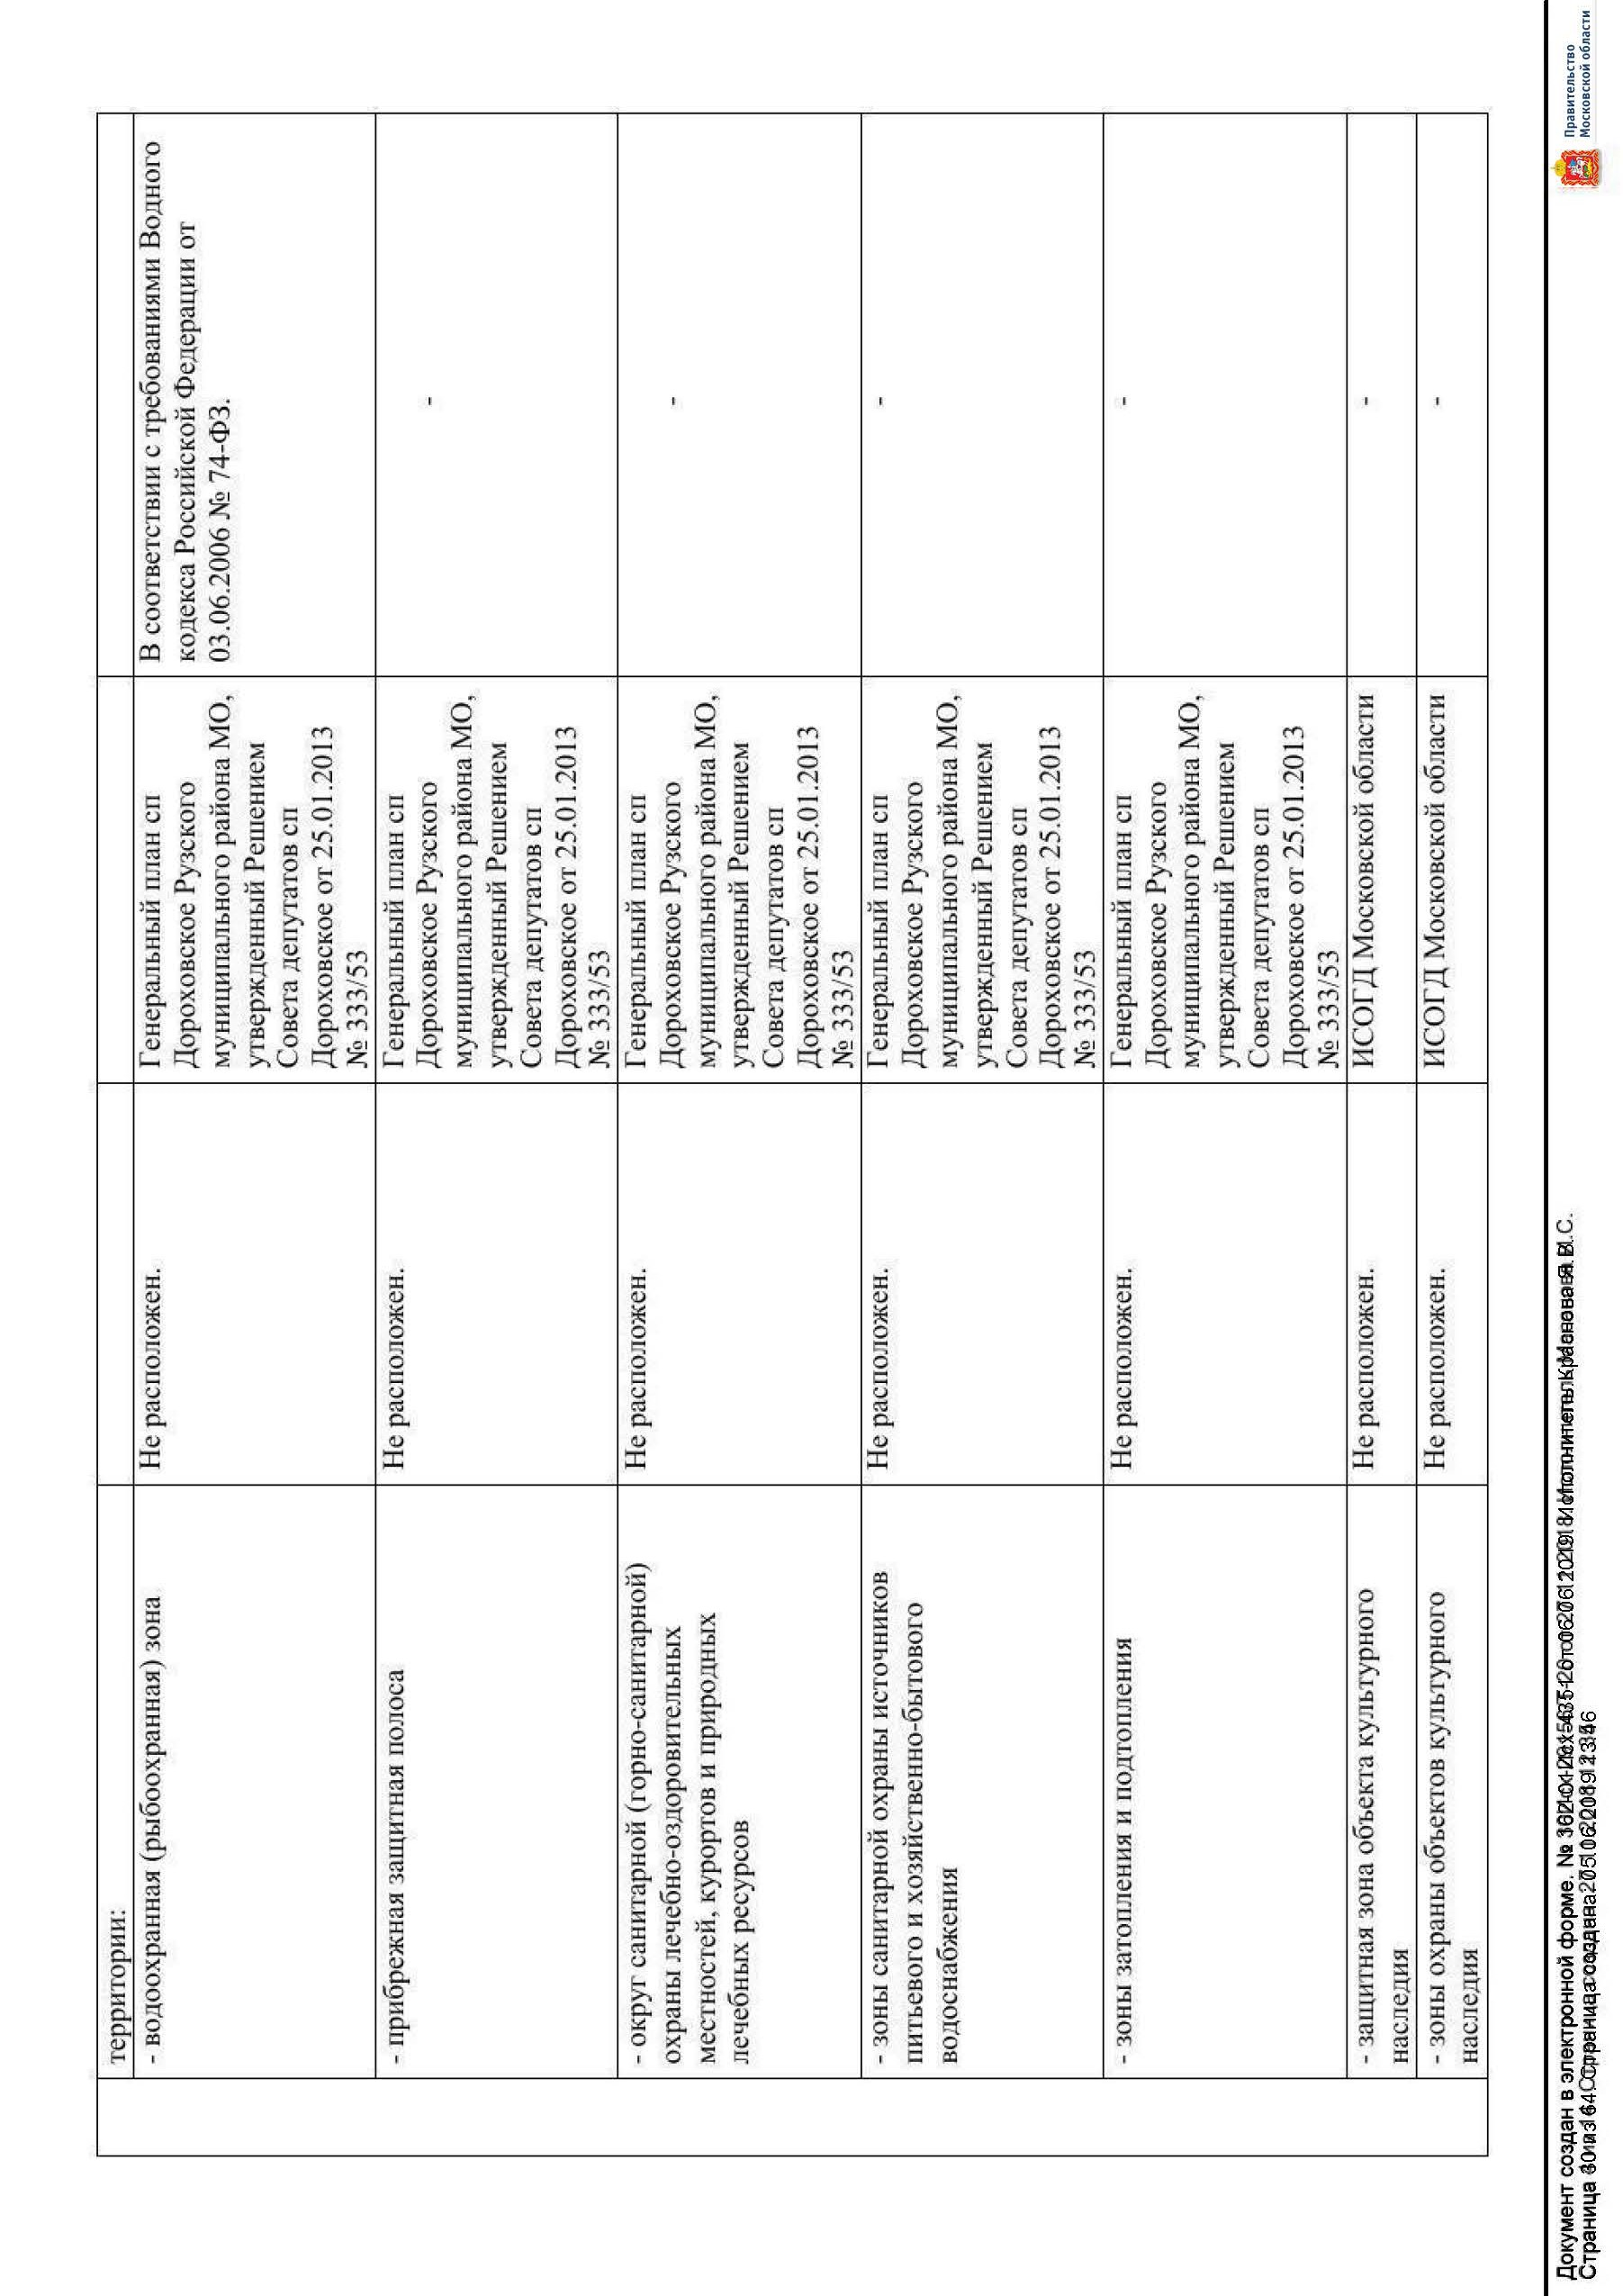 территории:
- водоохранная (рыбоохранная) зона
Не расположен.
Генеральный план сп
Дороховское Рузского
муниципального района МО,
утвержденный Решением
Совета депутатов сп
Дороховское от 25.01.2013
№ 333/53
В соответствии с требованиями Водного
кодекса Российской Федерации от
03.06.2006 № 74-ФЗ.
- прибрежная защитная полоса
Не расположен.
Генеральный план сп
Дороховское Рузского
муниципального района МО,
утвержденный Решением
Совета депутатов сп
Дороховское от 25.01.2013
№ 333/53
-
- округ санитарной (горно-санитарной)
охраны лечебно-оздоровительных
местностей, курортов и природных
лечебных ресурсов
Не расположен.
Генеральный план сп
Дороховское Рузского
муниципального района МО,
утвержденный Решением
Совета депутатов сп
Дороховское от 25.01.2013
№ 333/53
-
- зоны санитарной охраны источников
питьевого и хозяйственно-бытового
водоснабжения
Не расположен.
Генеральный план сп
Дороховское Рузского
муниципального района МО,
утвержденный Решением
Совета депутатов сп
Дороховское от 25.01.2013
№ 333/53
-
- зоны затопления и подтопления
Не расположен.
Генеральный план сп
Дороховское Рузского
муниципального района МО,
утвержденный Решением
Совета депутатов сп
Дороховское от 25.01.2013
№ 333/53
-
- защитная зона объекта культурного
наследия
Не расположен.
ИСОГД Московской области
-
- зоны охраны объектов культурного
наследия
Не расположен.
ИСОГД Московской области
-
Документ создан в электронной форме. №
Страница
Правительство
Московской области